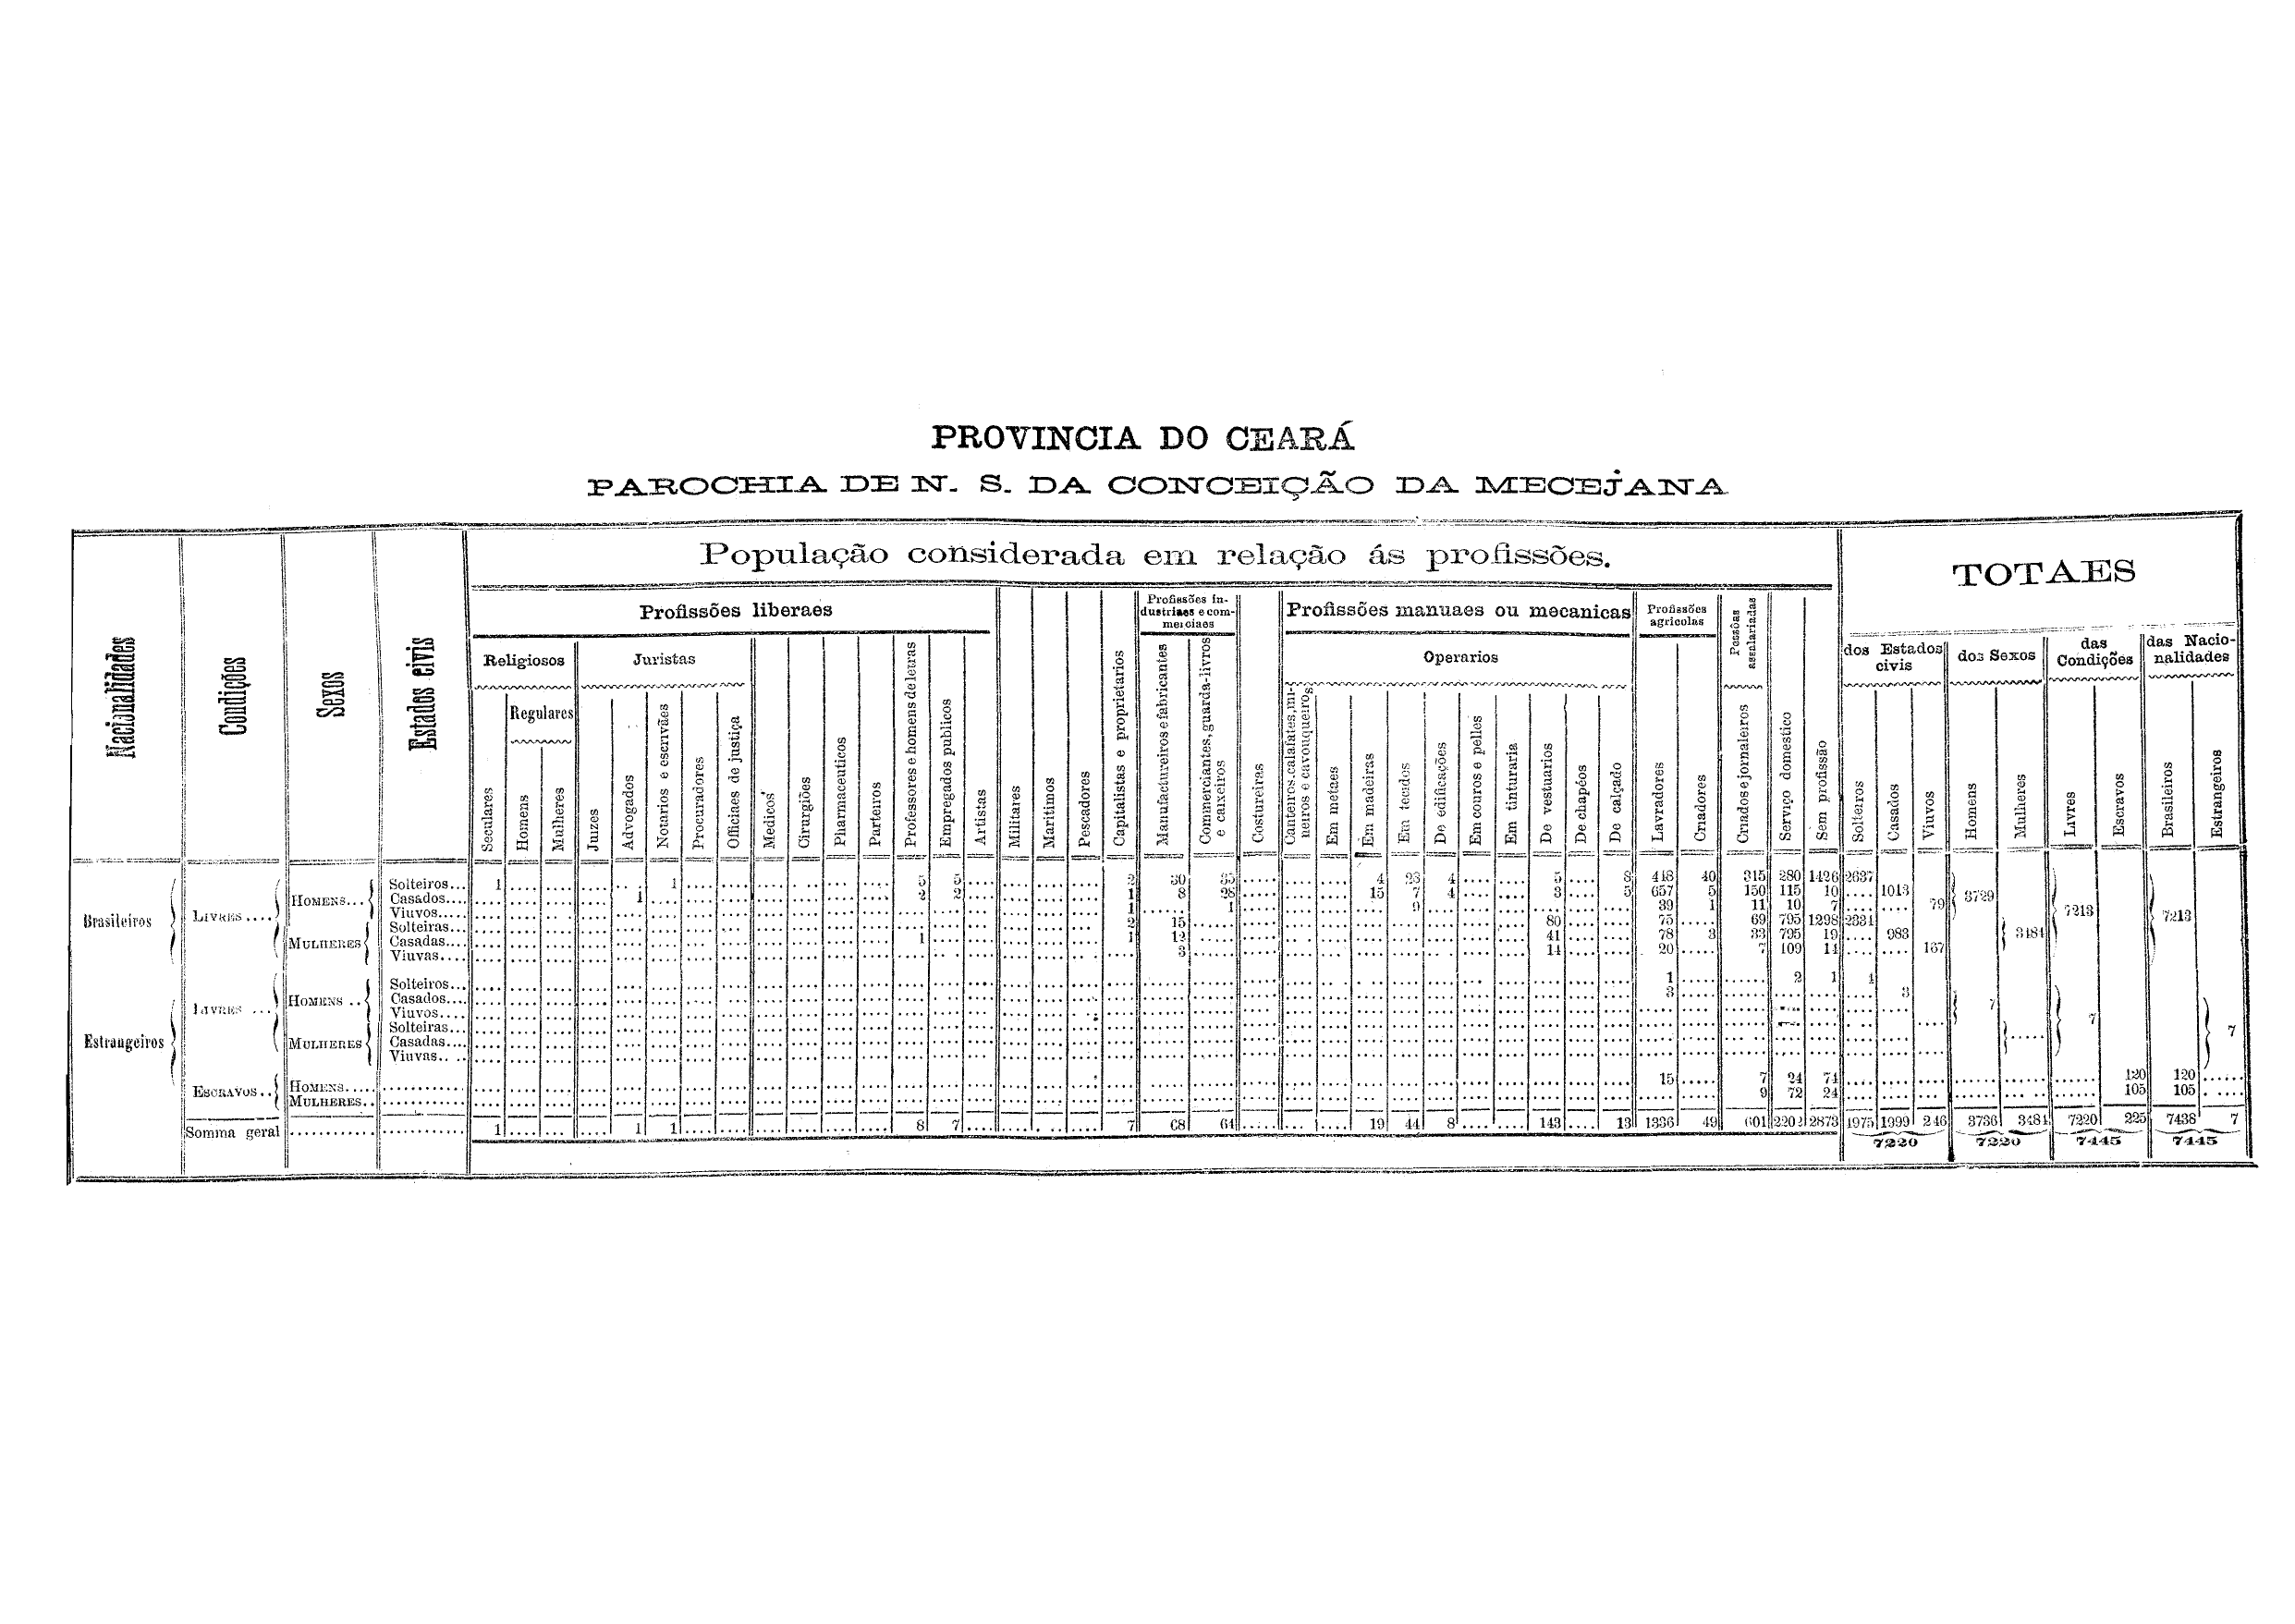 PROVINCIA DO CEARÁ
PAROCHIA DE N. S. DA CONCEIÇÃO DA MECEJANA
População considerada em relação ás profissões.
TOTAES
Nacionalidades
Condições
Sexos
Estados civis
Profissões liberaes
Profissões industriaes e commerciaes
Profissões manuaes ou mecanicas
Profissões agricolas
Pessôas assalariadas
Religiosos
Juristas
Operarios
dos Estados civis
dos Sexos
das Condições
das Nacionalidades
Regulares
Seculares
Homens
Mulheres
Juizes
Advogados
Notarios e escrivães
Procuradores
Officiaes de justiça
Medicos
Cirurgiões
Pharmaceuticos
Parteiros
Professores e homens de letras
Empregados publicos
Artistas
Militares
Maritimos
Pescadores
Capitalistas e proprietarios
Manufactureiros e fabricantes
Commerciantes, guarda-livros e caixeiros
Costureiras
Canteiros, calafates, mineiros e cavouqueiros
Em metaes
Em madeiras
Em tecidos
De edificações
Em couros e pelles
Em tinturaria
De vestuarios
De chapéos
De calçado
Lavradores
Criadores
Criados e jornaleiros
Serviço domestico
Sem profissão
Solteiros
Casados
Viuvos
Homens
Mulheres
Livres
Escravos
Brasileiros
Estrangeiros
Brasileiros
LIVRES....
HOMENS...
Solteiros... 1 1 5 5 2 30 35 4 23 4 5 8 418 40 315 280 1426 2637
Casados.... 1 2 2 1 8 28 15 7 4 3 5 657 5 150 115 10 1013
Viuvos.... 1 1 9 39 1 11 10 7 79
3729
7213
7213
MULHERES
Solteiras... 2 15 80 75 69 795 1298 2334
Casadas.... 1 1 12 41 78 3 33 795 19 983
Viuvas.... 3 14 20 7 109 14 167
3484
Estrangeiros
LIVRES ...
HOMENS ..
Solteiros... 1 2 1 4
Casados.... 3 3
Viuvos....
7
7
7
MULHERES
Solteiras...
Casadas....
Viuvas....
ESCRAVOS..
HOMENS..... 15 7 24 74 120 120
MULHERES.. 9 72 24 105 105
Somma geral 1 1 1 8 7 7 68 64 19 44 8 143 13 1336 49 601 2202 2873 4975 1999 246 3736 3484 7220 225 7438 7
7220 7220 7445 7445